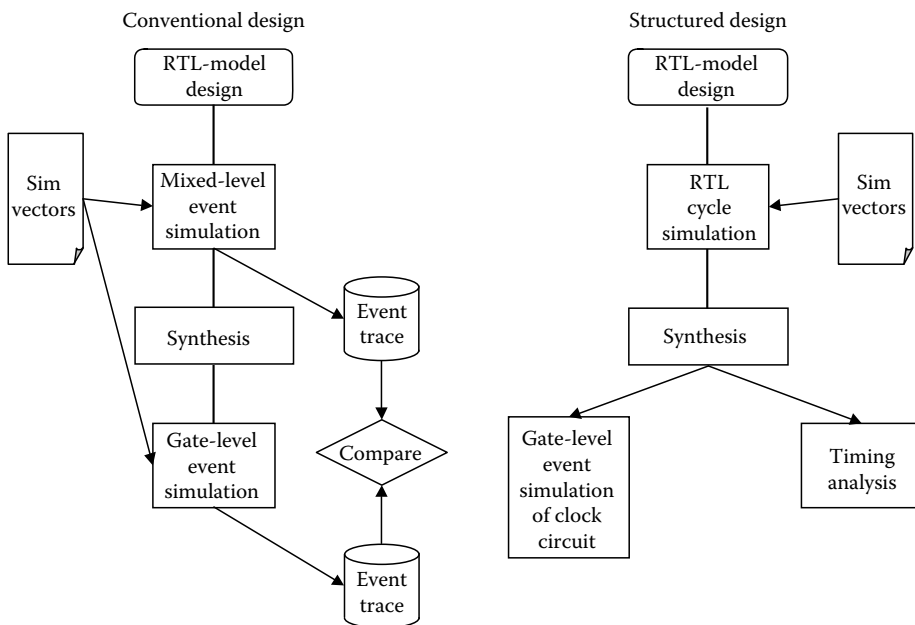 Conventional design
RTL-model
design
Sim
vectors
Mixed-level
event
simulation
Event
trace
Synthesis
Gate-level
event
simulation
Compare
Event
trace
Structured design
RTL-model
design
RTL
cycle
simulation
Sim
vectors
Synthesis
Gate-level
event
simulation
of clock
circuit
Timing
analysis